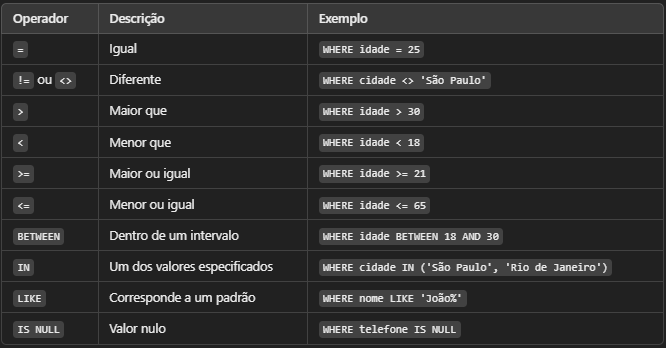 Operador Descrição Exemplo
= Igual WHERE idade = 25
!= ou <> Diferente WHERE cidade <> 'São Paulo'
> Maior que WHERE idade > 30
< Menor que WHERE idade < 18
>= Maior ou igual WHERE idade >= 21
<= Menor ou igual WHERE idade <= 65
BETWEEN Dentro de um intervalo WHERE idade BETWEEN 18 AND 30
IN Um dos valores especificados WHERE cidade IN ('São Paulo', 'Rio de Janeiro')
LIKE Corresponde a um padrão WHERE nome LIKE 'João%'
IS NULL Valor nulo WHERE telefone IS NULL